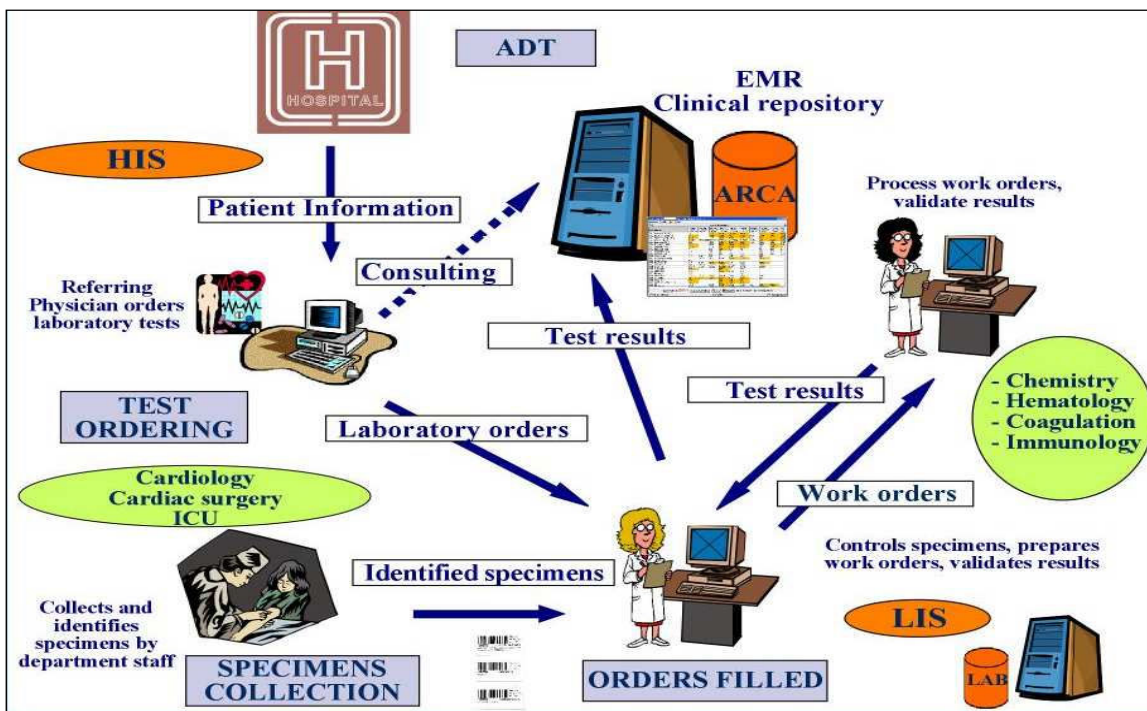 H
HOSPITAL
ADT
EMR
Clinical repository
ARCA
HIS
Patient Information
Consulting
Process work orders,
validate results
Referring
Physician orders
laboratory tests
Test results
Test results
- Chemistry
- Hematology
- Coagulation
- Immunology
TEST
ORDERING
Laboratory orders
Work orders
Cardiology
Cardiac surgery
ICU
Identified specimens
Controls specimens, prepares
work orders, validates results
Collects and
identifies
specimens by
department staff
SPECIMENS
COLLECTION
ORDERS FILLED
LIS
LAB